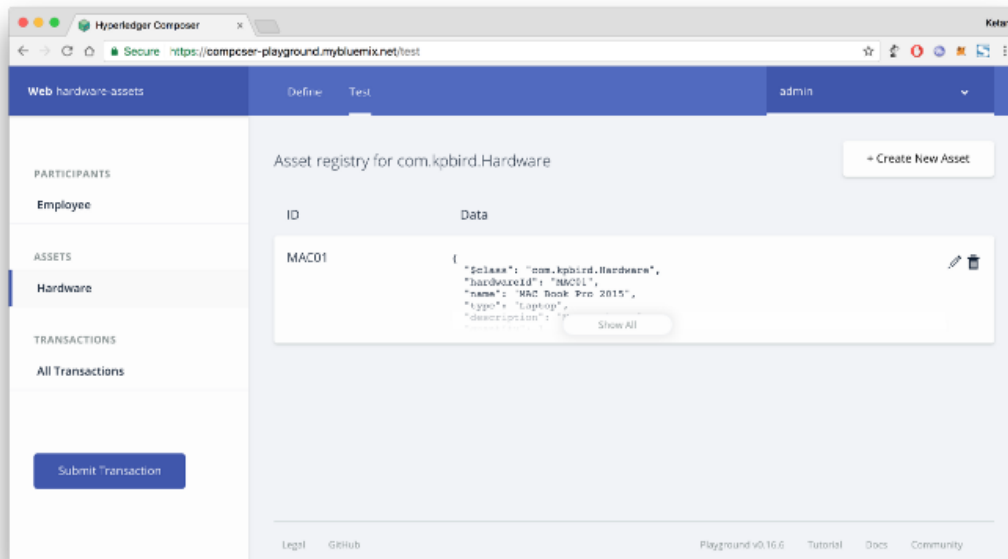 Hyperledger Composer
Secure https://composer-playground.mybluemix.net/test
Web hardware-assets
Define Test
admin
PARTICIPANTS
Employee
ASSETS
Hardware
TRANSACTIONS
All Transactions
Submit Transaction
Asset registry for com.kpbird.Hardware
+ Create New Asset
ID Data
MAC01
{
"$class": "com.kpbird.Hardware",
"hardwareId": "MAC01",
"name": "MAC Book Pro 2015",
"type": "Laptop",
"description": "
Show All
Legal GitHub
Playground v0.16.6 Tutorial Docs Community